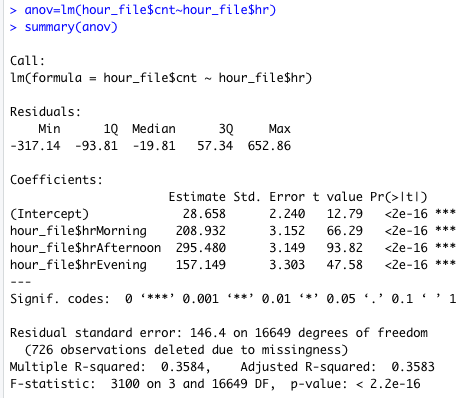 > anov=lm(hour_file$cnt~hour_file$hr)
> summary(anov)
Call:
lm(formula = hour_file$cnt ~ hour_file$hr)
Residuals:
    Min      1Q  Median      3Q     Max
-317.14  -93.81  -19.81   57.34  652.86
Coefficients:
                      Estimate Std. Error t value Pr(>|t|)
(Intercept)             28.658      2.240   12.79   <2e-16 ***
hour_file$hrMorning    208.932      3.152   66.29   <2e-16 ***
hour_file$hrAfternoon  295.480      3.149   93.82   <2e-16 ***
hour_file$hrEvening    157.149      3.303   47.58   <2e-16 ***
---
Signif. codes:  0 ‘***’ 0.001 ‘**’ 0.01 ‘*’ 0.05 ‘.’ 0.1 ‘ ’ 1
Residual standard error: 146.4 on 16649 degrees of freedom
  (726 observations deleted due to missingness)
Multiple R-squared:  0.3584,	Adjusted R-squared:  0.3583
F-statistic:  3100 on 3 and 16649 DF,  p-value: < 2.2e-16